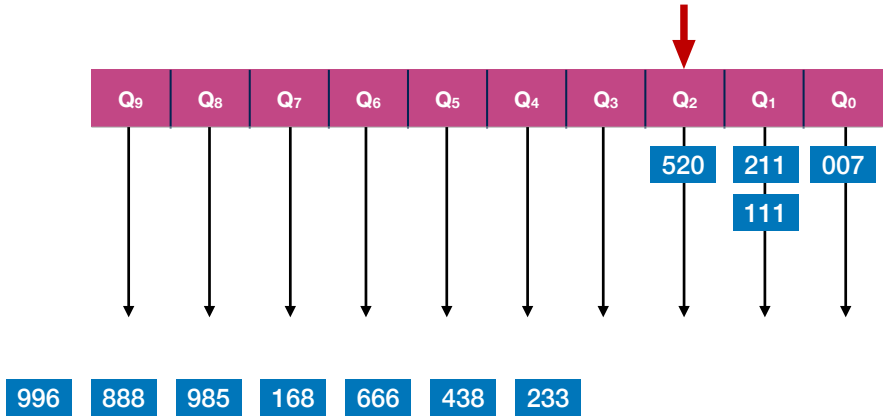 Q₉ Q₈ Q₇ Q₆ Q₅ Q₄ Q₃ Q₂ Q₁ Q₀
520 211 007
111
996 888 985 168 666 438 233